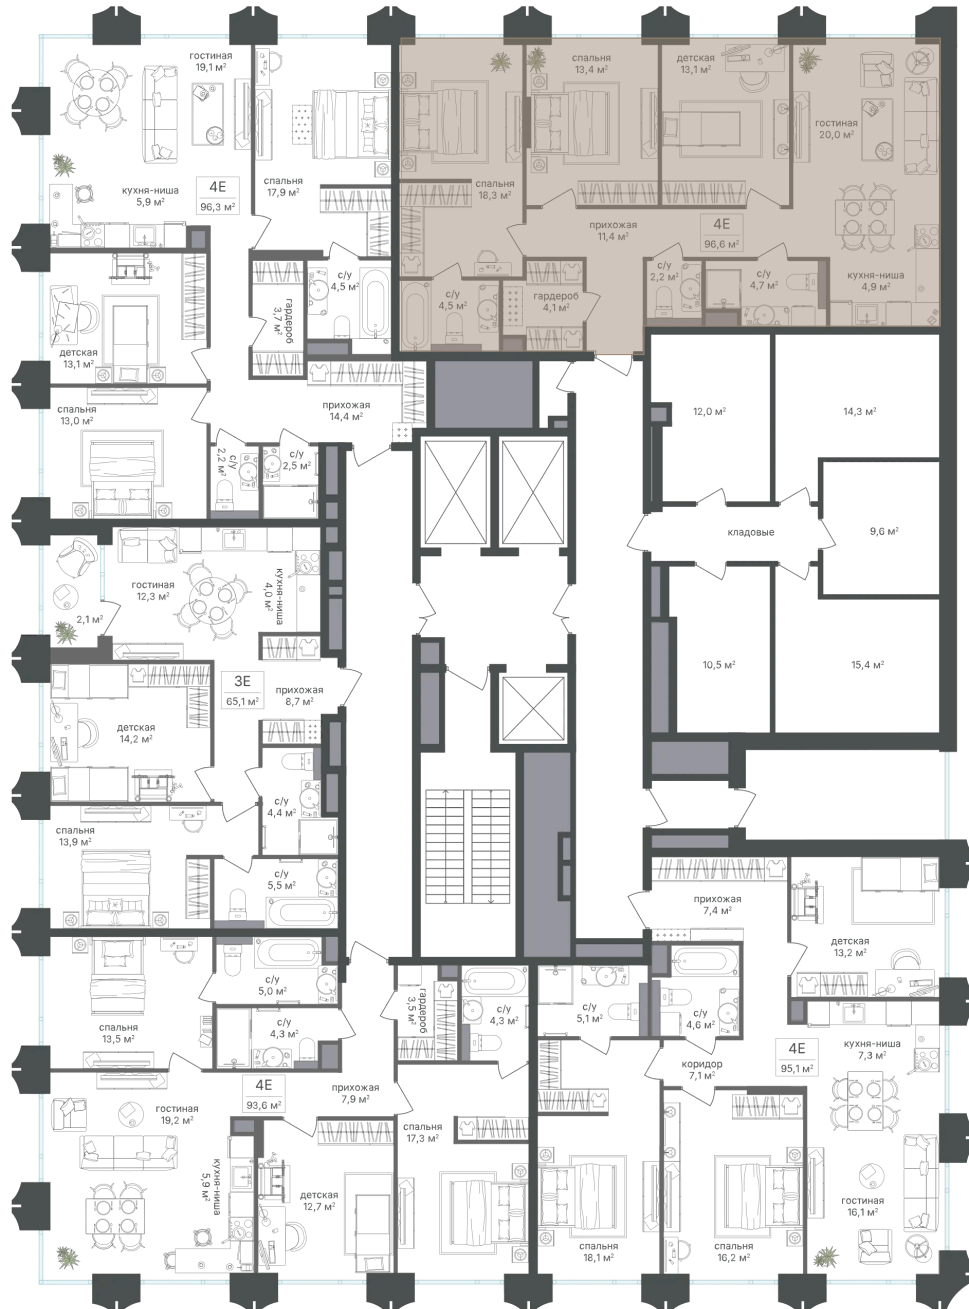 гостиная
19,1 м²
спальня
17,9 м²
кухня-ниша
5,9 м²
4Е
96,3 м²
с/у
4,5 м²
гардероб
3,7 м²
детская
13,1 м²
спальня
13,0 м²
прихожая
14,4 м²
с/у
2,2 м²
с/у
2,5 м²
спальня
13,4 м²
детская
13,1 м²
гостиная
20,0 м²
спальня
18,3 м²
прихожая
11,4 м²
4Е
96,6 м²
с/у
2,2 м²
с/у
4,7 м²
кухня-ниша
4,9 м²
с/у
4,5 м²
гардероб
4,1 м²
12,0 м²
14,3 м²
кладовые
9,6 м²
10,5 м²
15,4 м²
гостиная
12,3 м²
кухня-ниша
4,0 м²
2,1 м²
3Е
65,1 м²
прихожая
8,7 м²
детская
14,2 м²
с/у
4,4 м²
спальня
13,9 м²
с/у
5,5 м²
с/у
5,0 м²
спальня
13,5 м²
с/у
4,3 м²
гардероб
3,5 м²
с/у
4,3 м²
4Е
93,6 м²
прихожая
7,9 м²
гостиная
19,2 м²
спальня
17,3 м²
кухня-ниша
5,9 м²
детская
12,7 м²
прихожая
7,4 м²
детская
13,2 м²
с/у
5,1 м²
с/у
4,6 м²
коридор
7,1 м²
4Е
95,1 м²
кухня-ниша
7,3 м²
гостиная
16,1 м²
спальня
18,1 м²
спальня
16,2 м²